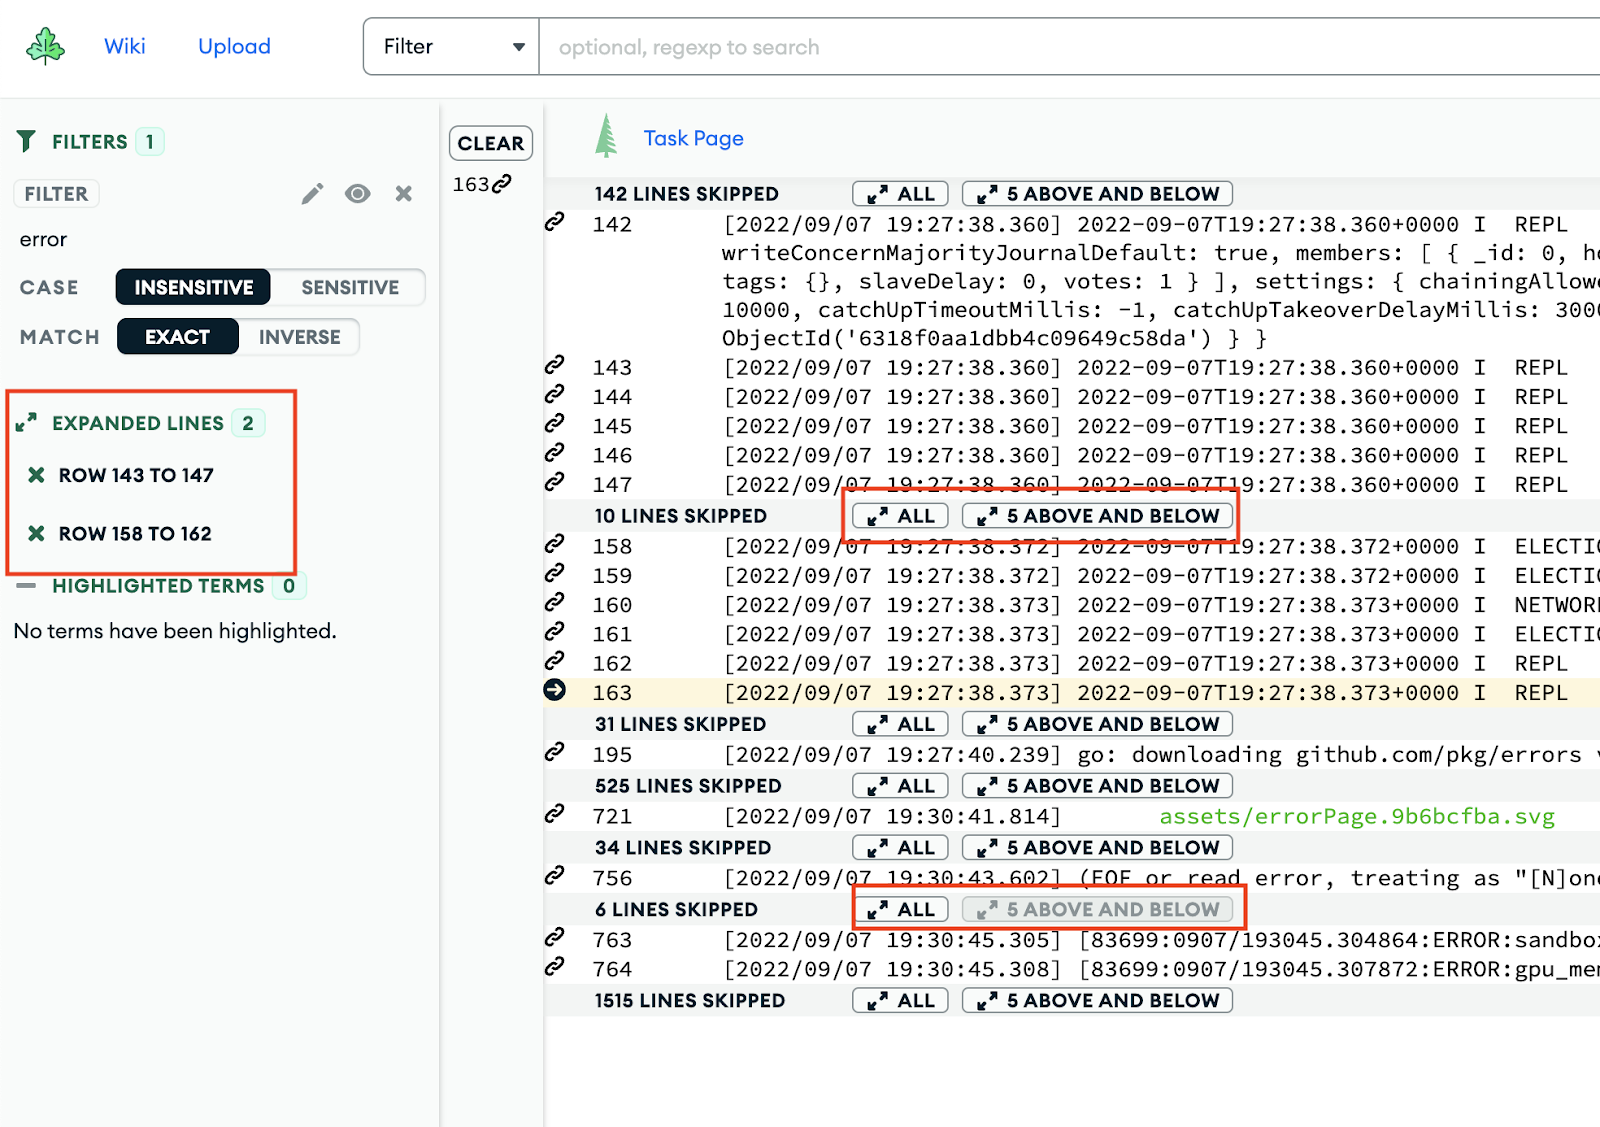 Wiki Upload Filter optional, regexp to search
FILTERS 1
FILTER
error
CASE INSENSITIVE SENSITIVE
MATCH EXACT INVERSE
EXPANDED LINES 2
ROW 143 TO 147
ROW 158 TO 162
HIGHLIGHTED TERMS 0
No terms have been highlighted.
CLEAR
163
Task Page
142 LINES SKIPPED ALL 5 ABOVE AND BELOW
142 [2022/09/07 19:27:38.360] 2022-09-07T19:27:38.360+0000 I REPL
writeConcernMajorityJournalDefault: true, members: [ { _id: 0, ho
tags: {}, slaveDelay: 0, votes: 1 } ], settings: { chainingAllowe
10000, catchUpTimeoutMillis: -1, catchUpTakeoverDelayMillis: 3000
ObjectId('6318f0aa1dbb4c09649c58da') } }
143 [2022/09/07 19:27:38.360] 2022-09-07T19:27:38.360+0000 I REPL
144 [2022/09/07 19:27:38.360] 2022-09-07T19:27:38.360+0000 I REPL
145 [2022/09/07 19:27:38.360] 2022-09-07T19:27:38.360+0000 I REPL
146 [2022/09/07 19:27:38.360] 2022-09-07T19:27:38.360+0000 I REPL
147 [2022/09/07 19:27:38.360] 2022-09-07T19:27:38.360+0000 I REPL
10 LINES SKIPPED ALL 5 ABOVE AND BELOW
158 [2022/09/07 19:27:38.372] 2022-09-07T19:27:38.372+0000 I ELECTIO
159 [2022/09/07 19:27:38.372] 2022-09-07T19:27:38.372+0000 I ELECTIO
160 [2022/09/07 19:27:38.373] 2022-09-07T19:27:38.373+0000 I NETWORK
161 [2022/09/07 19:27:38.373] 2022-09-07T19:27:38.373+0000 I ELECTIO
162 [2022/09/07 19:27:38.373] 2022-09-07T19:27:38.373+0000 I REPL
163 [2022/09/07 19:27:38.373] 2022-09-07T19:27:38.373+0000 I REPL
31 LINES SKIPPED ALL 5 ABOVE AND BELOW
195 [2022/09/07 19:27:40.239] go: downloading github.com/pkg/errors v
525 LINES SKIPPED ALL 5 ABOVE AND BELOW
721 [2022/09/07 19:30:41.814] assets/errorPage.9b6bcfba.svg
34 LINES SKIPPED ALL 5 ABOVE AND BELOW
756 [2022/09/07 19:30:43.602] (EOF or read error, treating as "[N]one
6 LINES SKIPPED ALL 5 ABOVE AND BELOW
763 [2022/09/07 19:30:45.305] [83699:0907/193045.304864:ERROR:sandbox
764 [2022/09/07 19:30:45.308] [83699:0907/193045.307872:ERROR:gpu_mem
1515 LINES SKIPPED ALL 5 ABOVE AND BELOW